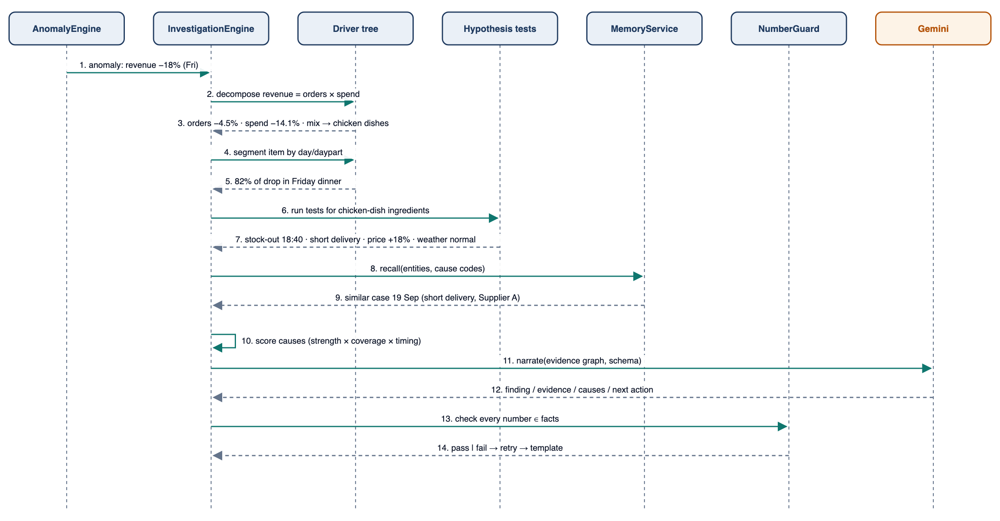 AnomalyEngine
InvestigationEngine
Driver tree
Hypothesis tests
MemoryService
NumberGuard
Gemini
1. anomaly: revenue −18% (Fri)
2. decompose revenue = orders × spend
3. orders −4.5% · spend −14.1% · mix → chicken dishes
4. segment item by day/daypart
5. 82% of drop in Friday dinner
6. run tests for chicken-dish ingredients
7. stock-out 18:40 · short delivery · price +18% · weather normal
8. recall(entities, cause codes)
9. similar case 19 Sep (short delivery, Supplier A)
10. score causes (strength × coverage × timing)
11. narrate(evidence graph, schema)
12. finding / evidence / causes / next action
13. check every number ∈ facts
14. pass | fail → retry → template